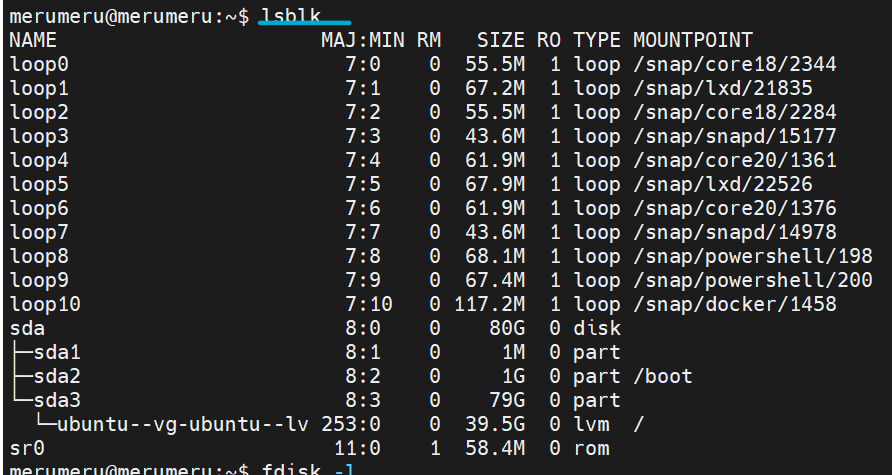 merumeru@merumeru:~$ lsblk
NAME                      MAJ:MIN RM   SIZE RO TYPE MOUNTPOINT
loop0                       7:0    0  55.5M  1 loop /snap/core18/2344
loop1                       7:1    0  67.2M  1 loop /snap/lxd/21835
loop2                       7:2    0  55.5M  1 loop /snap/core18/2284
loop3                       7:3    0  43.6M  1 loop /snap/snapd/15177
loop4                       7:4    0  61.9M  1 loop /snap/core20/1361
loop5                       7:5    0  67.9M  1 loop /snap/lxd/22526
loop6                       7:6    0  61.9M  1 loop /snap/core20/1376
loop7                       7:7    0  43.6M  1 loop /snap/snapd/14978
loop8                       7:8    0  68.1M  1 loop /snap/powershell/198
loop9                       7:9    0  67.4M  1 loop /snap/powershell/200
loop10                      7:10   0 117.2M  1 loop /snap/docker/1458
sda                         8:0    0    80G  0 disk
├─sda1                      8:1    0     1M  0 part
├─sda2                      8:2    0     1G  0 part /boot
└─sda3                      8:3    0    79G  0 part
  └─ubuntu--vg-ubuntu--lv 253:0    0  39.5G  0 lvm  /
sr0                        11:0    1  58.4M  0 rom
merumeru@merumeru:~$ fdisk -l